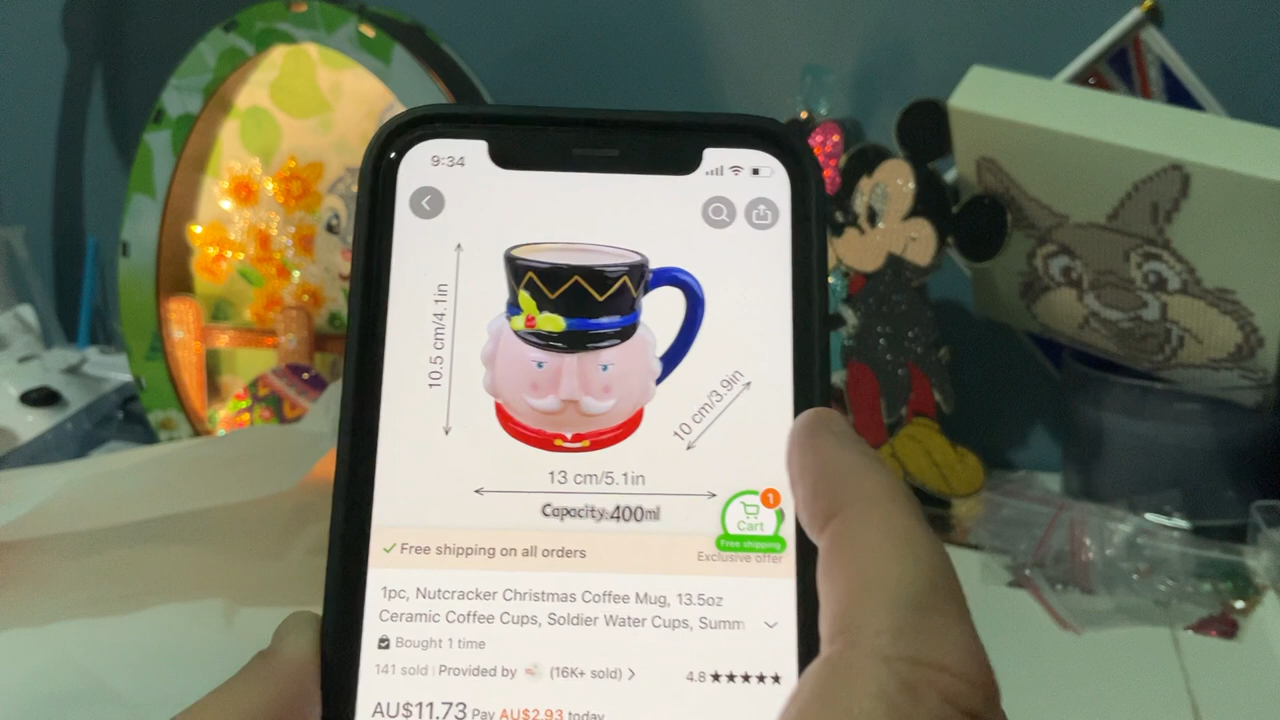 9:34
10.5 cm/4.1in
10 cm/3.9in
13 cm/5.1in
Capacity:400ml
1
Cart
Free shipping
Free shipping on all orders
Exclusive offer
1pc, Nutcracker Christmas Coffee Mug, 13.5oz
Ceramic Coffee Cups, Soldier Water Cups, Summ
Bought 1 time
141 sold | Provided by (16K+ sold) >
4.8★★★★★
AU$11.73 Pay AU$2.93 today